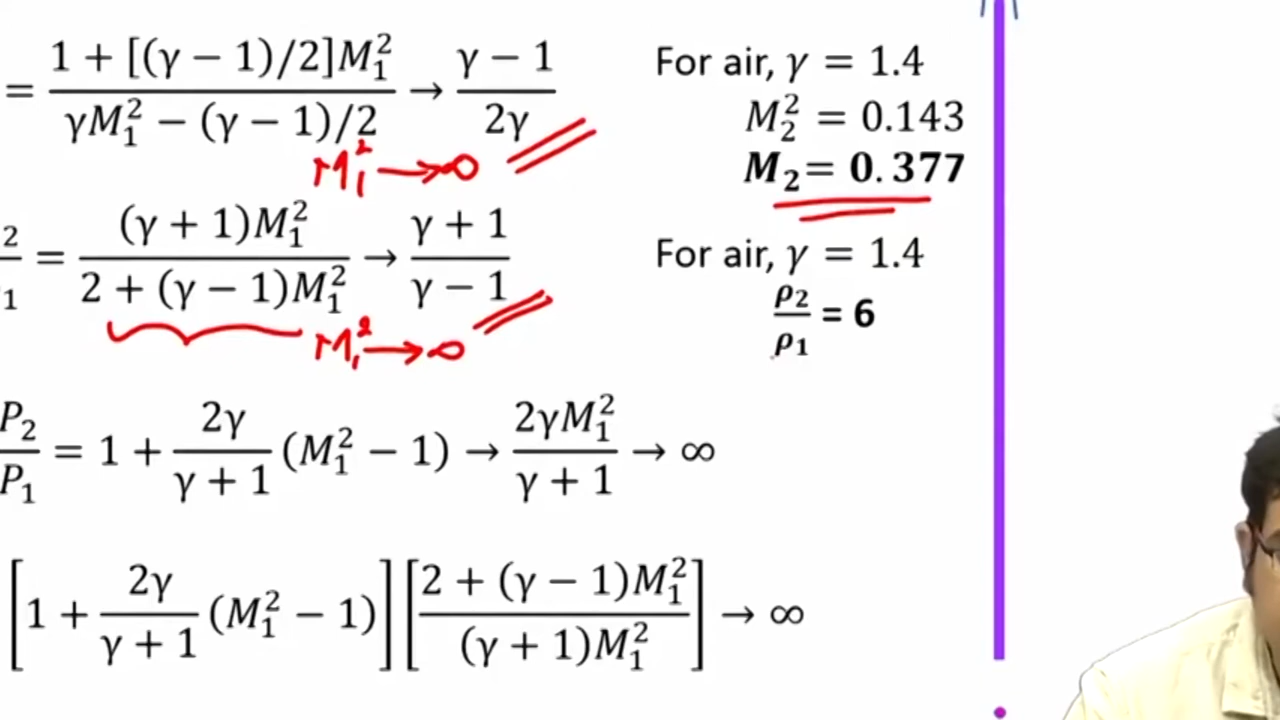 = (1 + [(γ − 1)/2]M₁²)/(γM₁² − (γ − 1)/2) → (γ − 1)/(2γ)
M₁² → ∞
For air, γ = 1.4
M₂² = 0.143
M₂ = 0.377
2/1 = ((γ + 1)M₁²)/(2 + (γ − 1)M₁²) → (γ + 1)/(γ − 1)
M₁² → ∞
For air, γ = 1.4
ρ₂/ρ₁ = 6
P₂/P₁ = 1 + (2γ)/(γ + 1) (M₁² − 1) → (2γM₁²)/(γ + 1) → ∞
[1 + (2γ)/(γ + 1) (M₁² − 1)] [(2 + (γ − 1)M₁²)/((γ + 1)M₁²)] → ∞